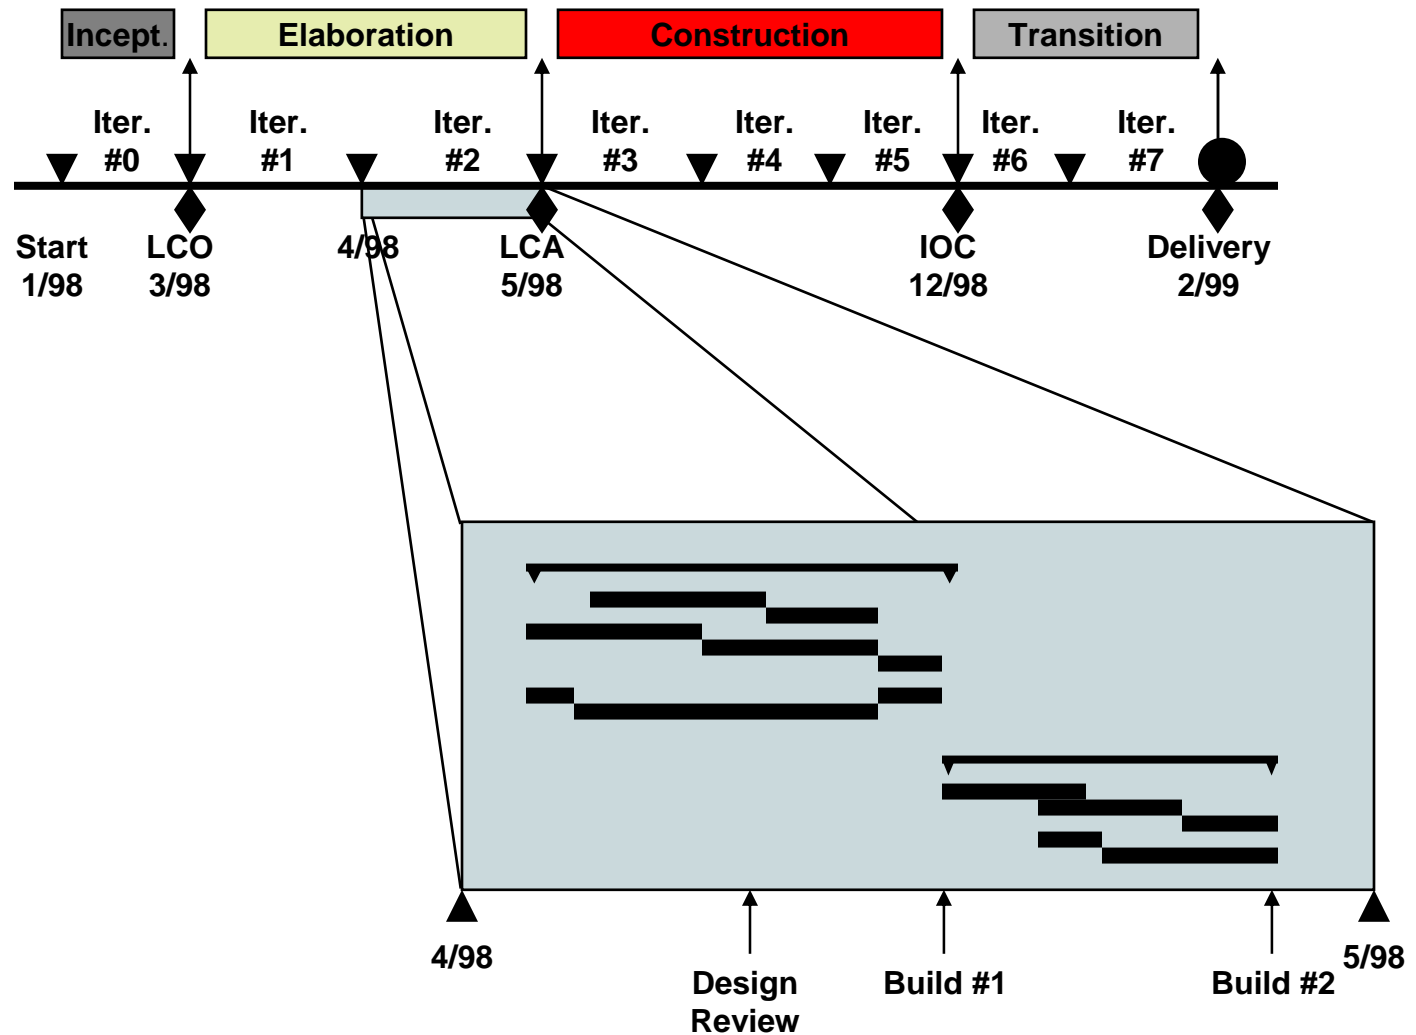 Incept. Elaboration Construction Transition
Iter. Iter. Iter. Iter. Iter. Iter. Iter. Iter.
#0 #1 #2 #3 #4 #5 #6 #7
Start LCO 4/98 LCA IOC Delivery
1/98 3/98 5/98 12/98 2/99
4/98 5/98
Design Build #1 Build #2
Review